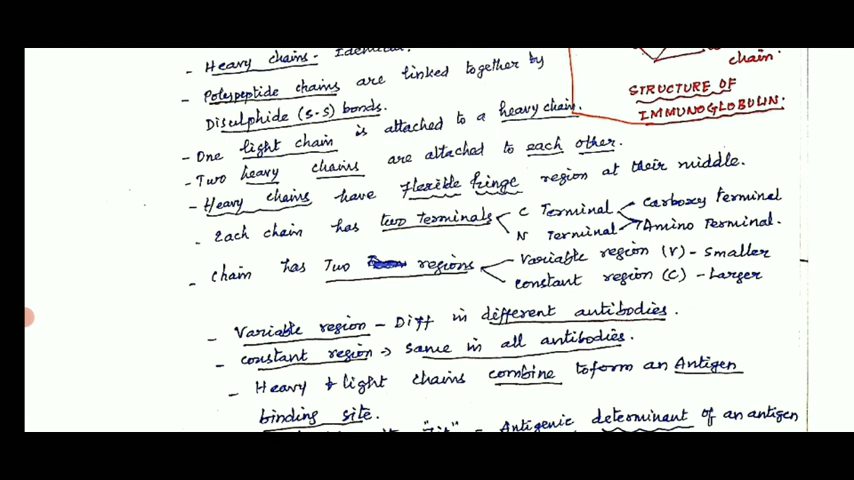 - Heavy chains - Identical.
chain.
- Polypeptide chains are linked together by
Disulphide (S-S) bonds.
STRUCTURE OF
IMMUNOGLOBULIN.
- One light chain is attached to a heavy chain.
- Two heavy chains are attached to each other.
- Heavy chains have flexible hinge region at their middle.
- Each chain has two terminals < C Terminal < Carboxy terminal
N Terminal Amino Terminal.
- Chain has Two regions < Variable region (V) - Smaller
constant region (C) - Larger
- Variable region - Diff in different antibodies.
- constant region → Same in all antibodies.
- Heavy & light chains combine to form an Antigen
binding site.
- Antigenic determinant of an antigen